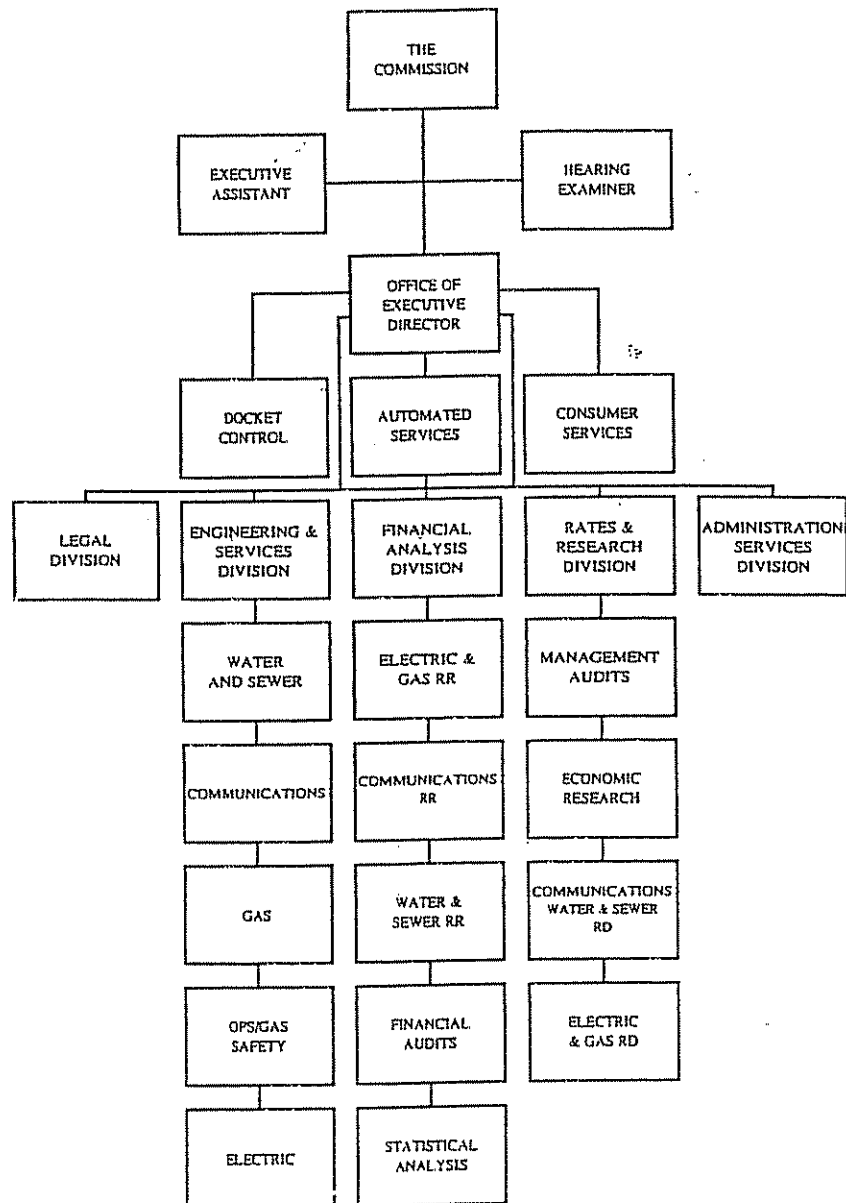 THE
COMMISSION
EXECUTIVE
ASSISTANT
HEARING
EXAMINER
OFFICE OF
EXECUTIVE
DIRECTOR
DOCKET
CONTROL
AUTOMATED
SERVICES
CONSUMER
SERVICES
LEGAL
DIVISION
ENGINEERING &
SERVICES
DIVISION
FINANCIAL
ANALYSIS
DIVISION
RATES &
RESEARCH
DIVISION
ADMINISTRATION
SERVICES
DIVISION
WATER
AND SEWER
ELECTRIC &
GAS RR
MANAGEMENT
AUDITS
COMMUNICATIONS
COMMUNICATIONS
RR
ECONOMIC
RESEARCH
GAS
WATER &
SEWER RR
COMMUNICATIONS
WATER & SEWER
RD
OPS/GAS
SAFETY
FINANCIAL
AUDITS
ELECTRIC
& GAS RD
ELECTRIC
STATISTICAL
ANALYSIS